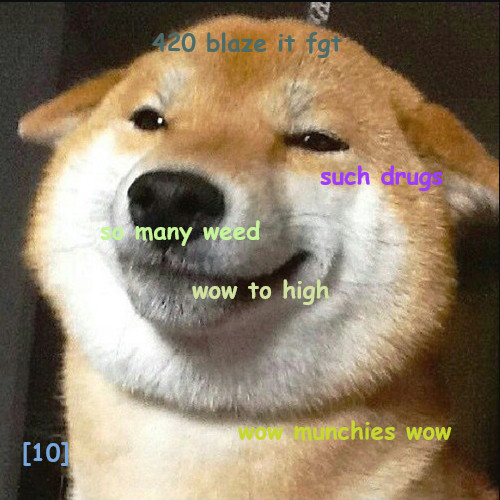 420 blaze it fgt
such drugs
so many weed
wow to high
wow munchies wow
[10]